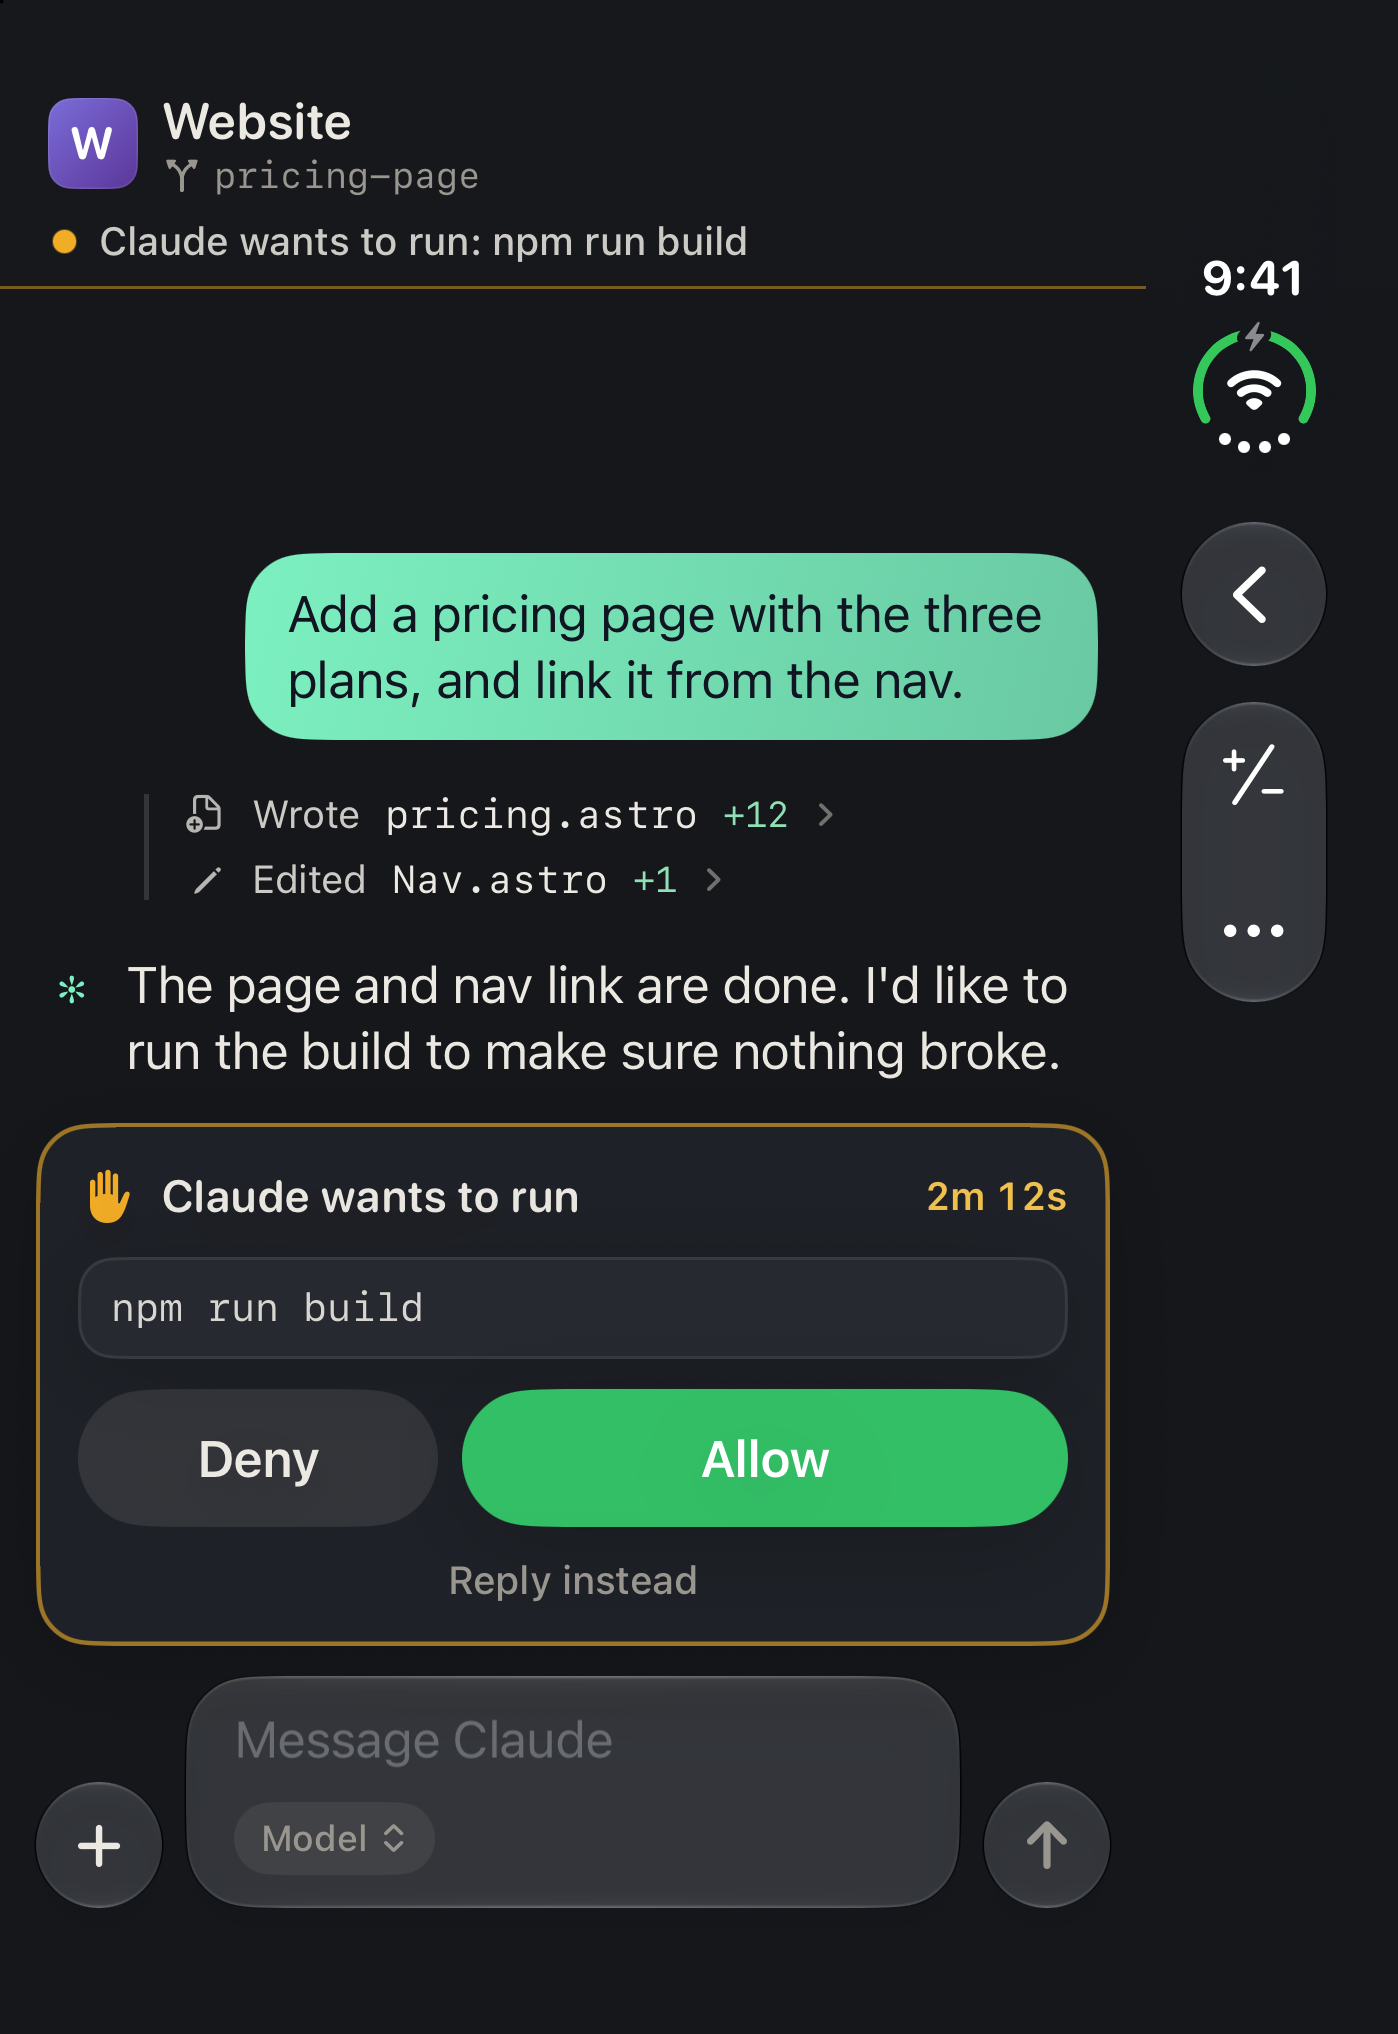 W
Website
pricing-page
Claude wants to run: npm run build
9:41
Add a pricing page with the three
plans, and link it from the nav.
Wrote pricing.astro +12
Edited Nav.astro +1
The page and nav link are done. I'd like to
run the build to make sure nothing broke.
Claude wants to run 2m 12s
npm run build
Deny Allow
Reply instead
Message Claude
Model